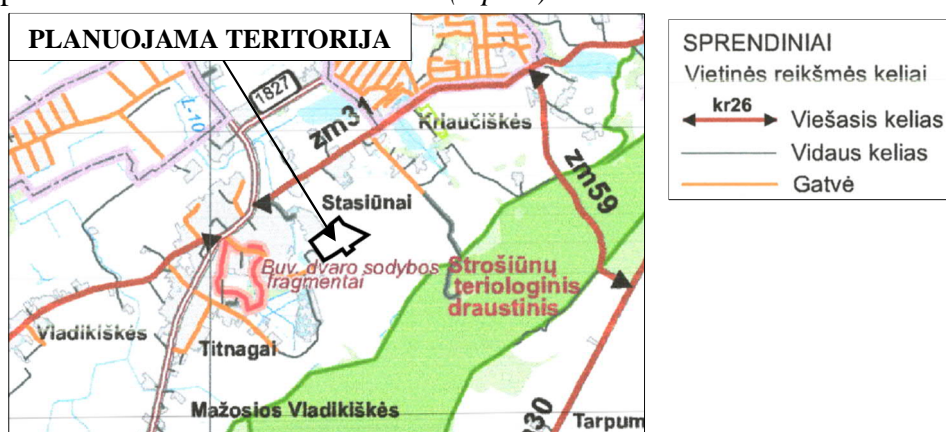 PLANUOJAMA TERITORIJA
1827
T-10
zm31
Kriaučiškės
zm59
Stasiūnai
Buv. dvaro sodybos
fragmentai
Strošiūnų
teriologinis
draustinis
Vladikiškės
Titnagai
Mažosios Vladikiškės
Tarpum
SPRENDINIAI
Vietinės reikšmės keliai
kr26
Viešasis kelias
Vidaus kelias
Gatvė